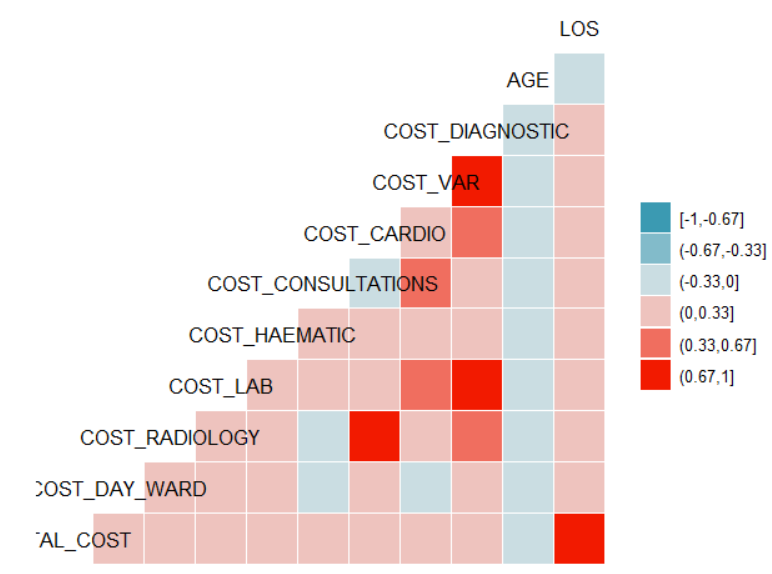 LOS
AGE
COST_DIAGNOSTIC
COST_VAR
COST_CARDIO
COST_CONSULTATIONS
COST_HAEMATIC
COST_LAB
COST_RADIOLOGY
COST_DAY_WARD
AL_COST
[-1,-0.67]
(-0.67,-0.33]
(-0.33,0]
(0,0.33]
(0.33,0.67]
(0.67,1]